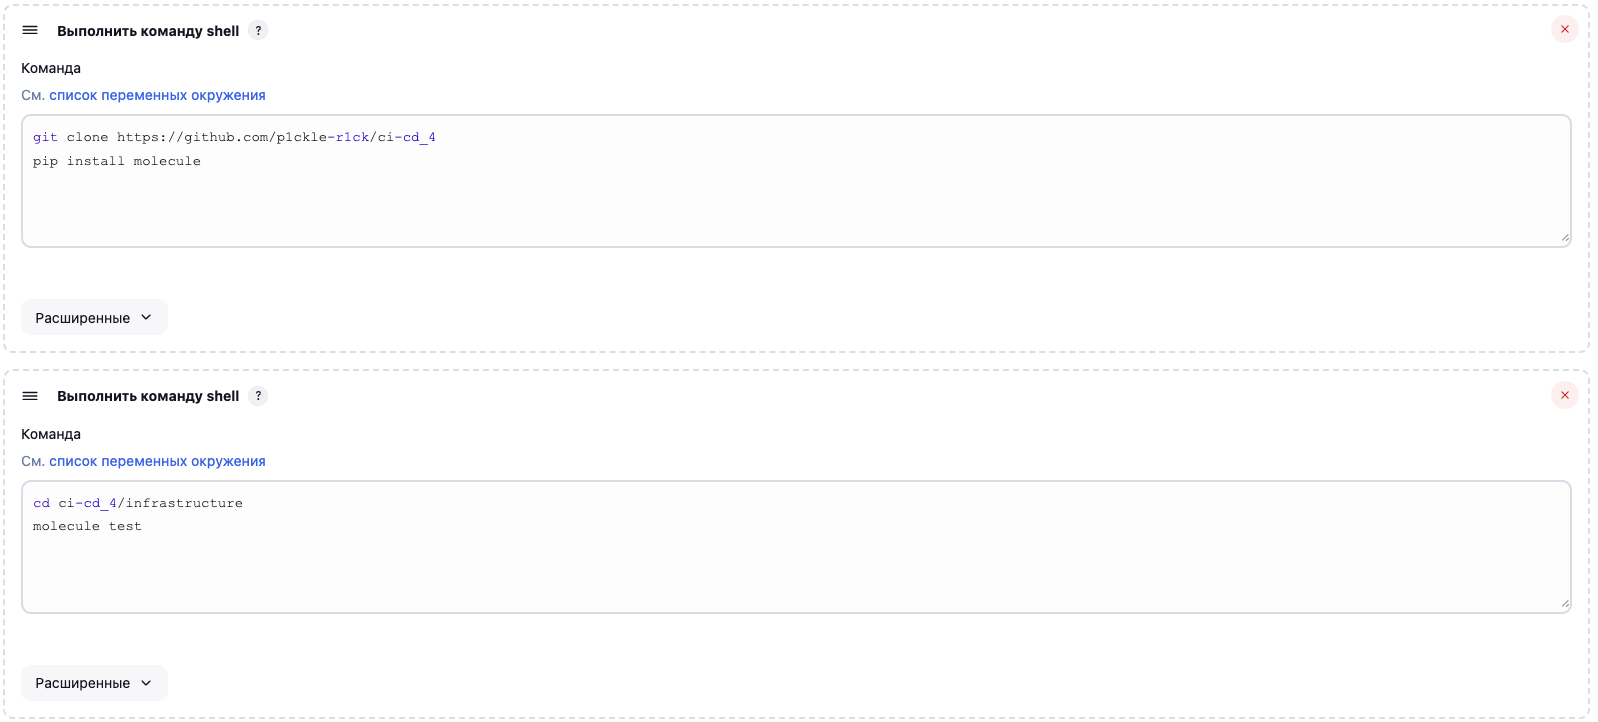 Выполнить команду shell ?
Команда
См. список переменных окружения
git clone https://github.com/p1ckle-r1ck/ci-cd_4
pip install molecule
Расширенные
Выполнить команду shell ?
Команда
См. список переменных окружения
cd ci-cd_4/infrastructure
molecule test
Расширенные